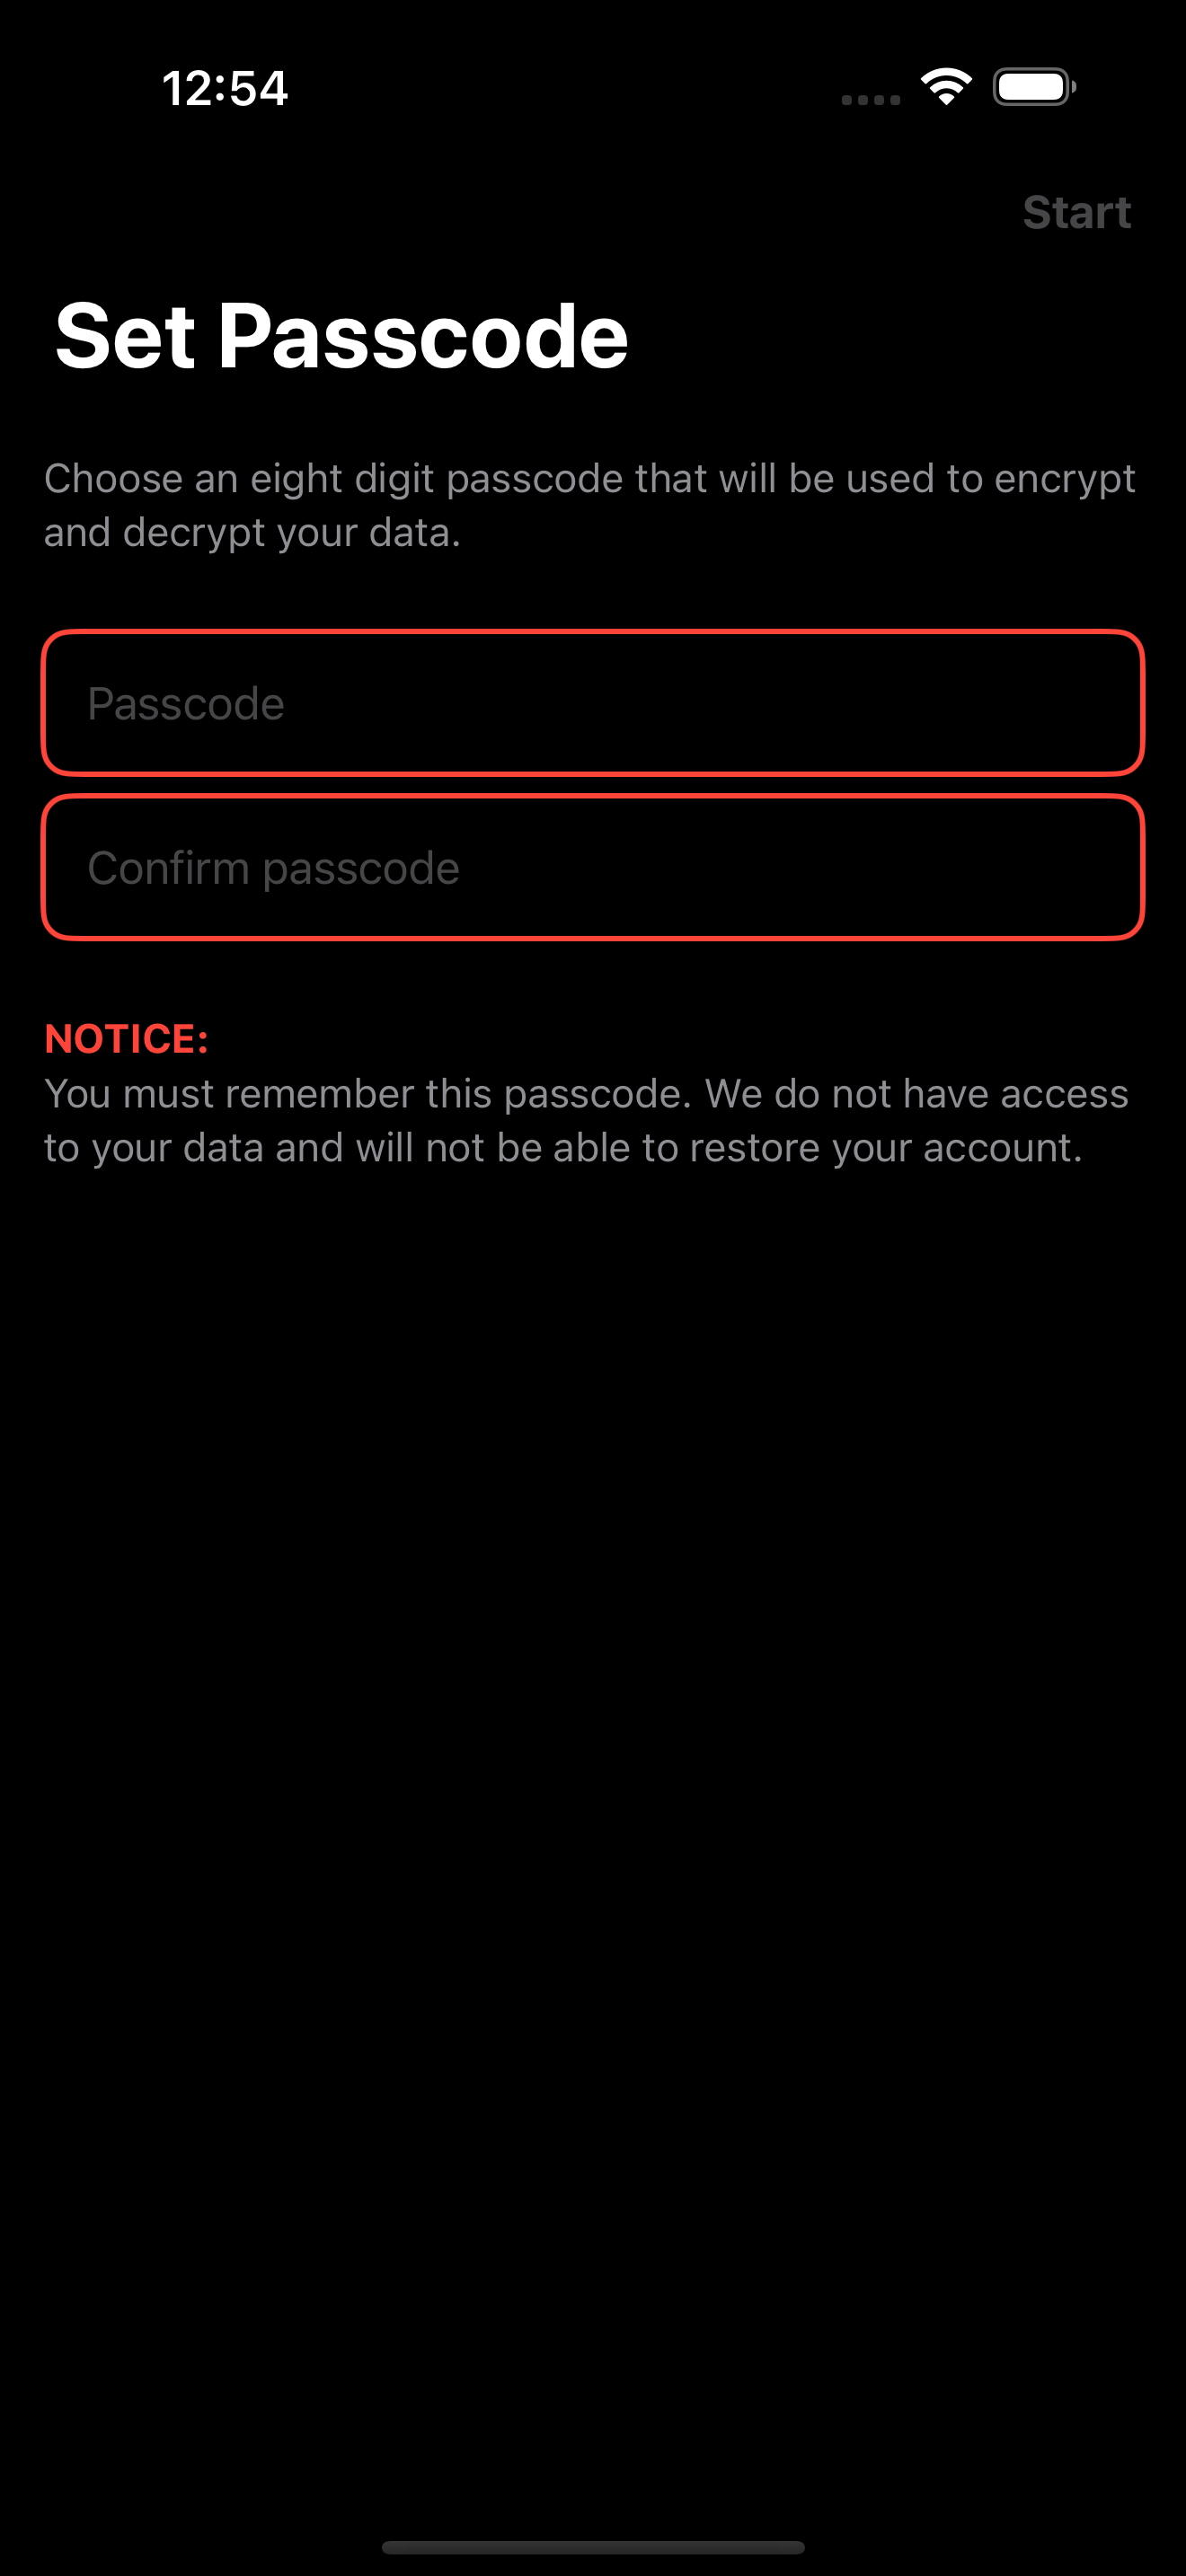 12:54
Start
Set Passcode
Choose an eight digit passcode that will be used to encrypt
and decrypt your data.
Passcode
Confirm passcode
NOTICE:
You must remember this passcode. We do not have access
to your data and will not be able to restore your account.